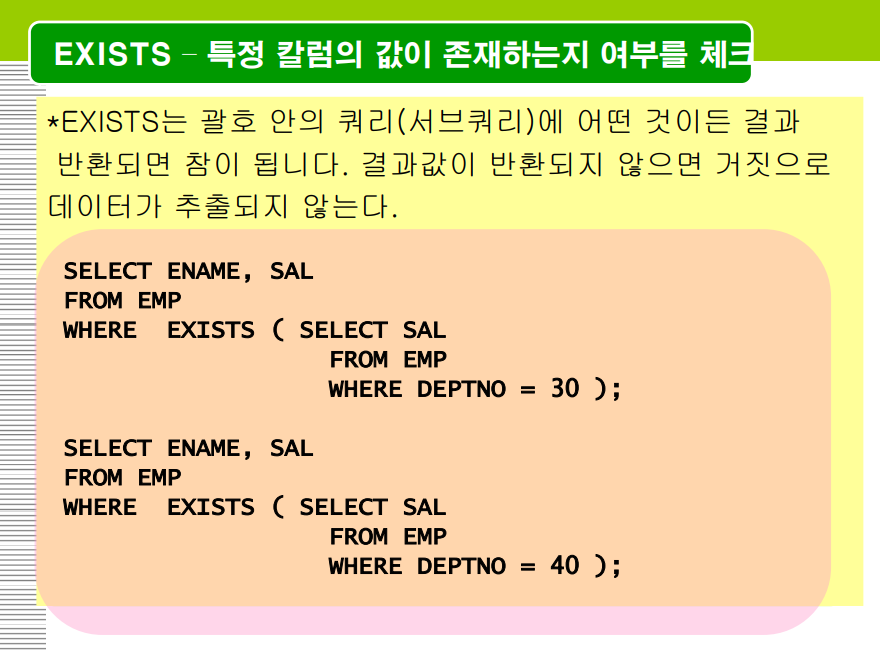 EXISTS – 특정 칼럼의 값이 존재하는지 여부를 체크
*EXISTS는 괄호 안의 쿼리(서브쿼리)에 어떤 것이든 결과
반환되면 참이 됩니다. 결과값이 반환되지 않으면 거짓으로
데이터가 추출되지 않는다.
SELECT ENAME, SAL
FROM EMP
WHERE  EXISTS ( SELECT SAL
FROM EMP
WHERE DEPTNO = 30 );
SELECT ENAME, SAL
FROM EMP
WHERE  EXISTS ( SELECT SAL
FROM EMP
WHERE DEPTNO = 40 );